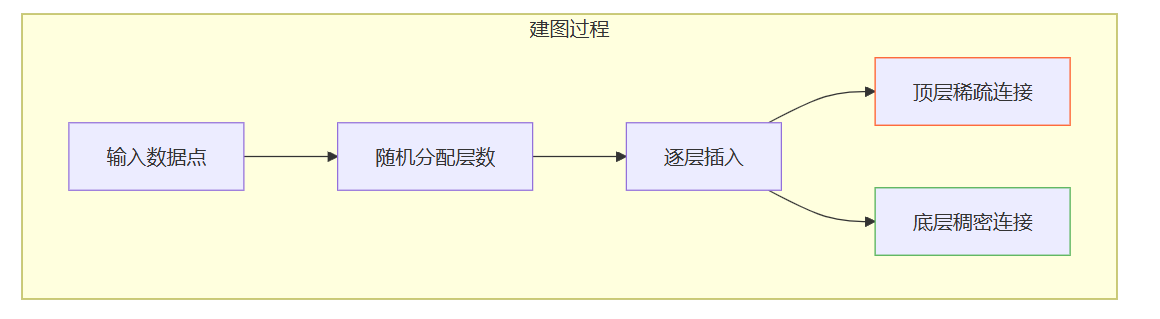 建图过程
输入数据点
随机分配层数
逐层插入
顶层稀疏连接
底层稠密连接